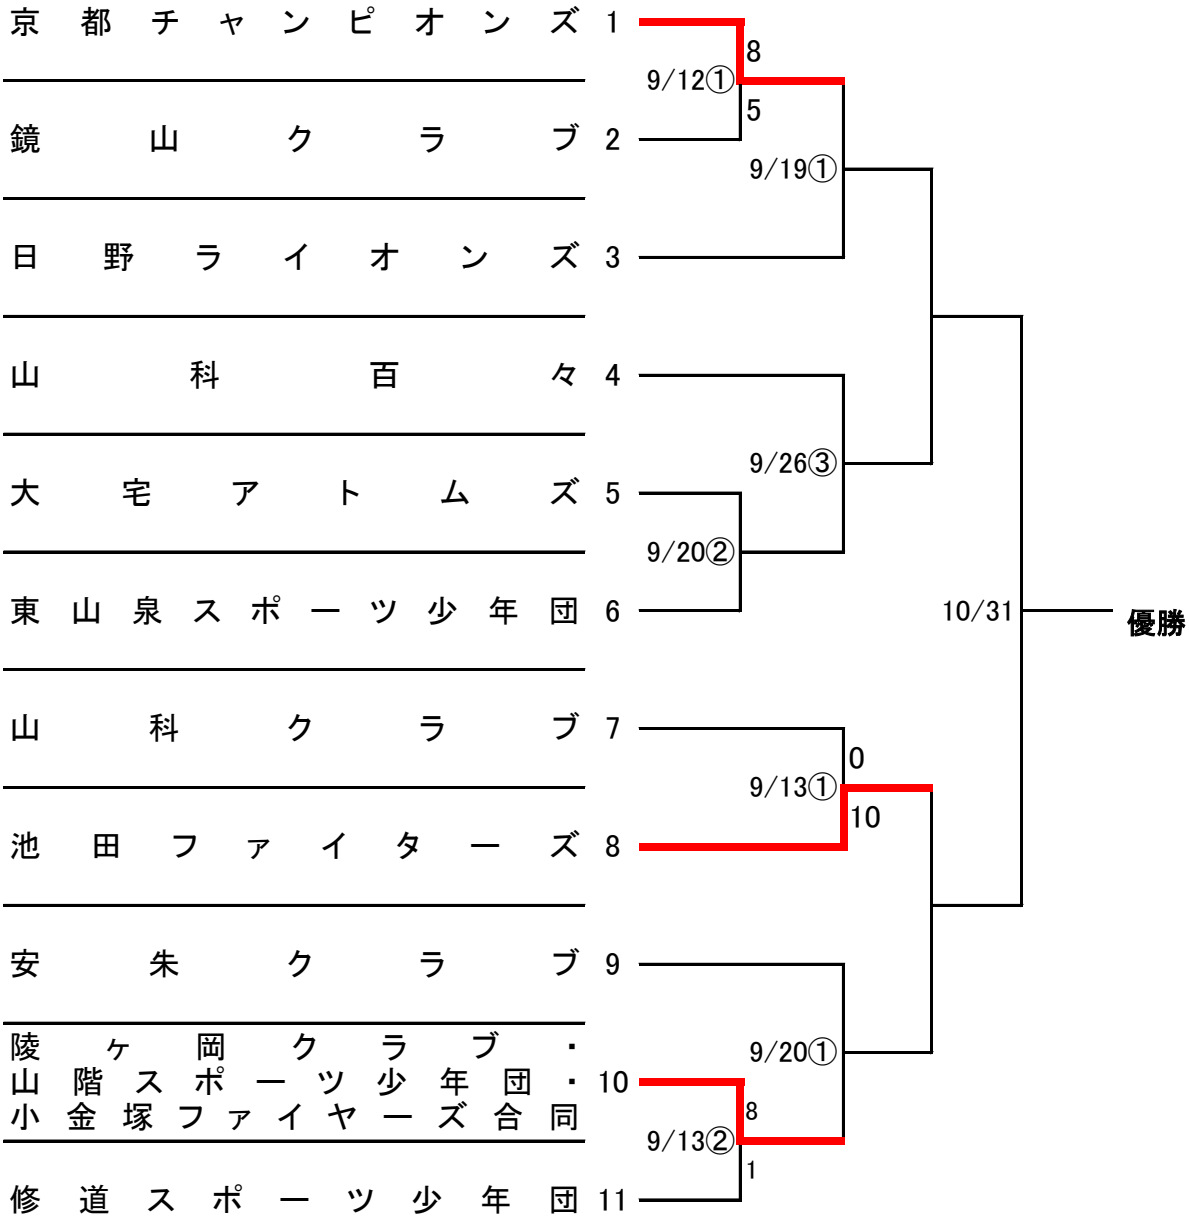 京都チャンピオンズ 1
8
9/12①
5
鏡山クラブ 2
9/19①
日野ライオンズ 3
山科百々 4
9/26③
大宅アトムズ 5
9/20②
東山泉スポーツ少年団 6
10/31
優勝
山科クラブ 7
0
9/13①
10
池田ファイターズ 8
安朱クラブ 9
陵ヶ岡クラブ・
山階スポーツ少年団・ 10
小金塚ファイヤーズ合同
9/20①
8
9/13②
1
修道スポーツ少年団 11